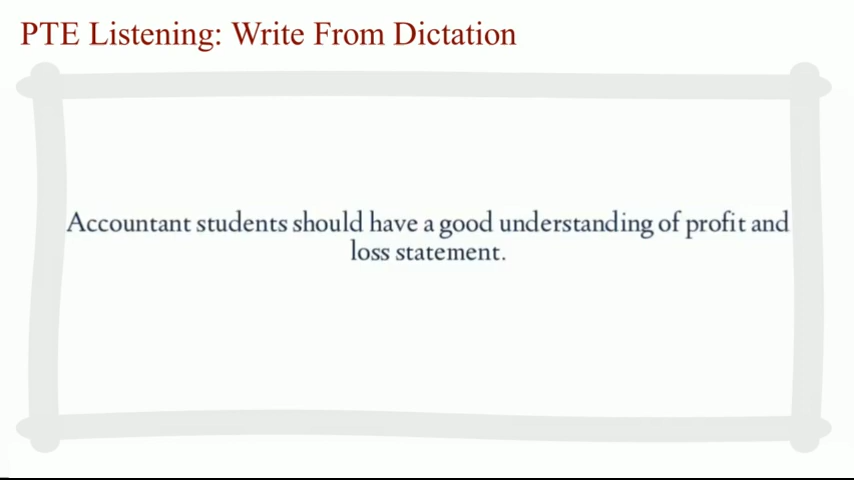 PTE Listening: Write From Dictation
Accountant students should have a good understanding of profit and
loss statement.